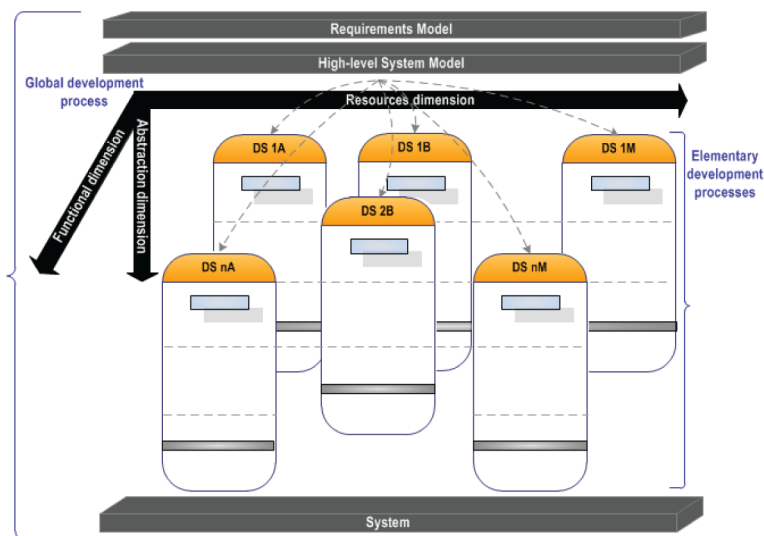 Requirements Model
High-level System Model
Global development
process
Resources dimension
Functional dimension
Abstraction dimension
DS 1A
DS 1B
DS 1M
Elementary
development
processes
DS 2B
DS nA
DS nM
System